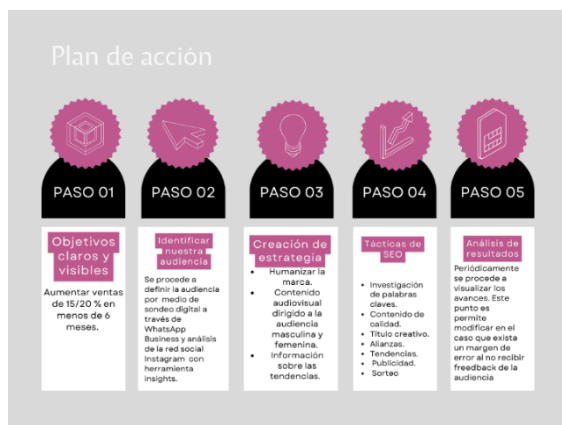 Plan de acción
PASO 01
PASO 02
PASO 03
PASO 04
PASO 05
Objetivos
claros y
visibles
Aumentar ventas
de 15/20 % en
menos de 6
meses.
Identificar
nuestra
audiencia
Se procede a
definir la audiencia
por medio de
sondeo digital a
través de
WhatsApp
Business y análisis
de la red social
Instagram con
herramienta
insights.
Creación de
estrategia
• Humanizar la
marca.
• Contenido
audiovisual
dirigido a la
audiencia
masculina y
femenina.
• Información
sobre las
tendencias.
Tácticas de
SEO
• Investigación
de palabras
claves.
• Contenido de
calidad.
• Título creativo.
• Alianzas.
• Tendencias.
• Publicidad.
• Sorteo
Análisis de
resultados
Periódicamente
se procede a
visualizar los
avances. Este
punto es
permite
modificar en el
caso que exista
un margen de
error al no recibir
freedback de la
audiencia